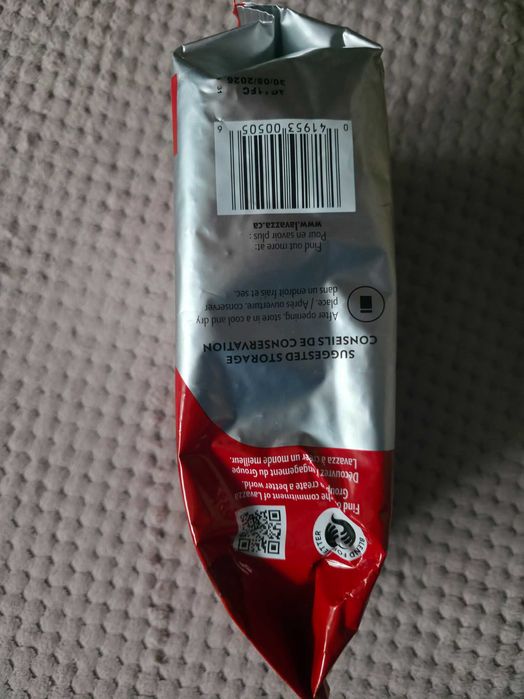 BLEND FOR BETTER
Find the commitment of Lavazza
Group create a better world.
Découvrez l'engagement du Groupe
Lavazza à créer un monde meilleur.
SUGGESTED STORAGE
CONSEILS DE CONSERVATION
After opening, store in a cool and dry
place. / Après ouverture, conserver
dans un endroit frais et sec.
Find out more at:
Pour en savoir plus :
www.lavazza.ca
0 41953 00505 6
30/08/2026